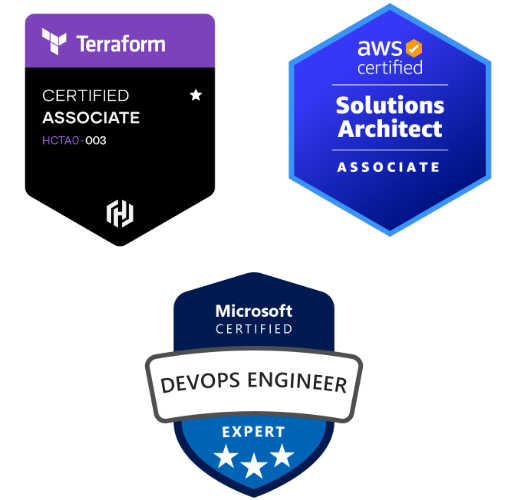 Terraform
CERTIFIED
ASSOCIATE
HCTA0-003
aws
certified
Solutions
Architect
ASSOCIATE
Microsoft
CERTIFIED
DEVOPS ENGINEER
EXPERT